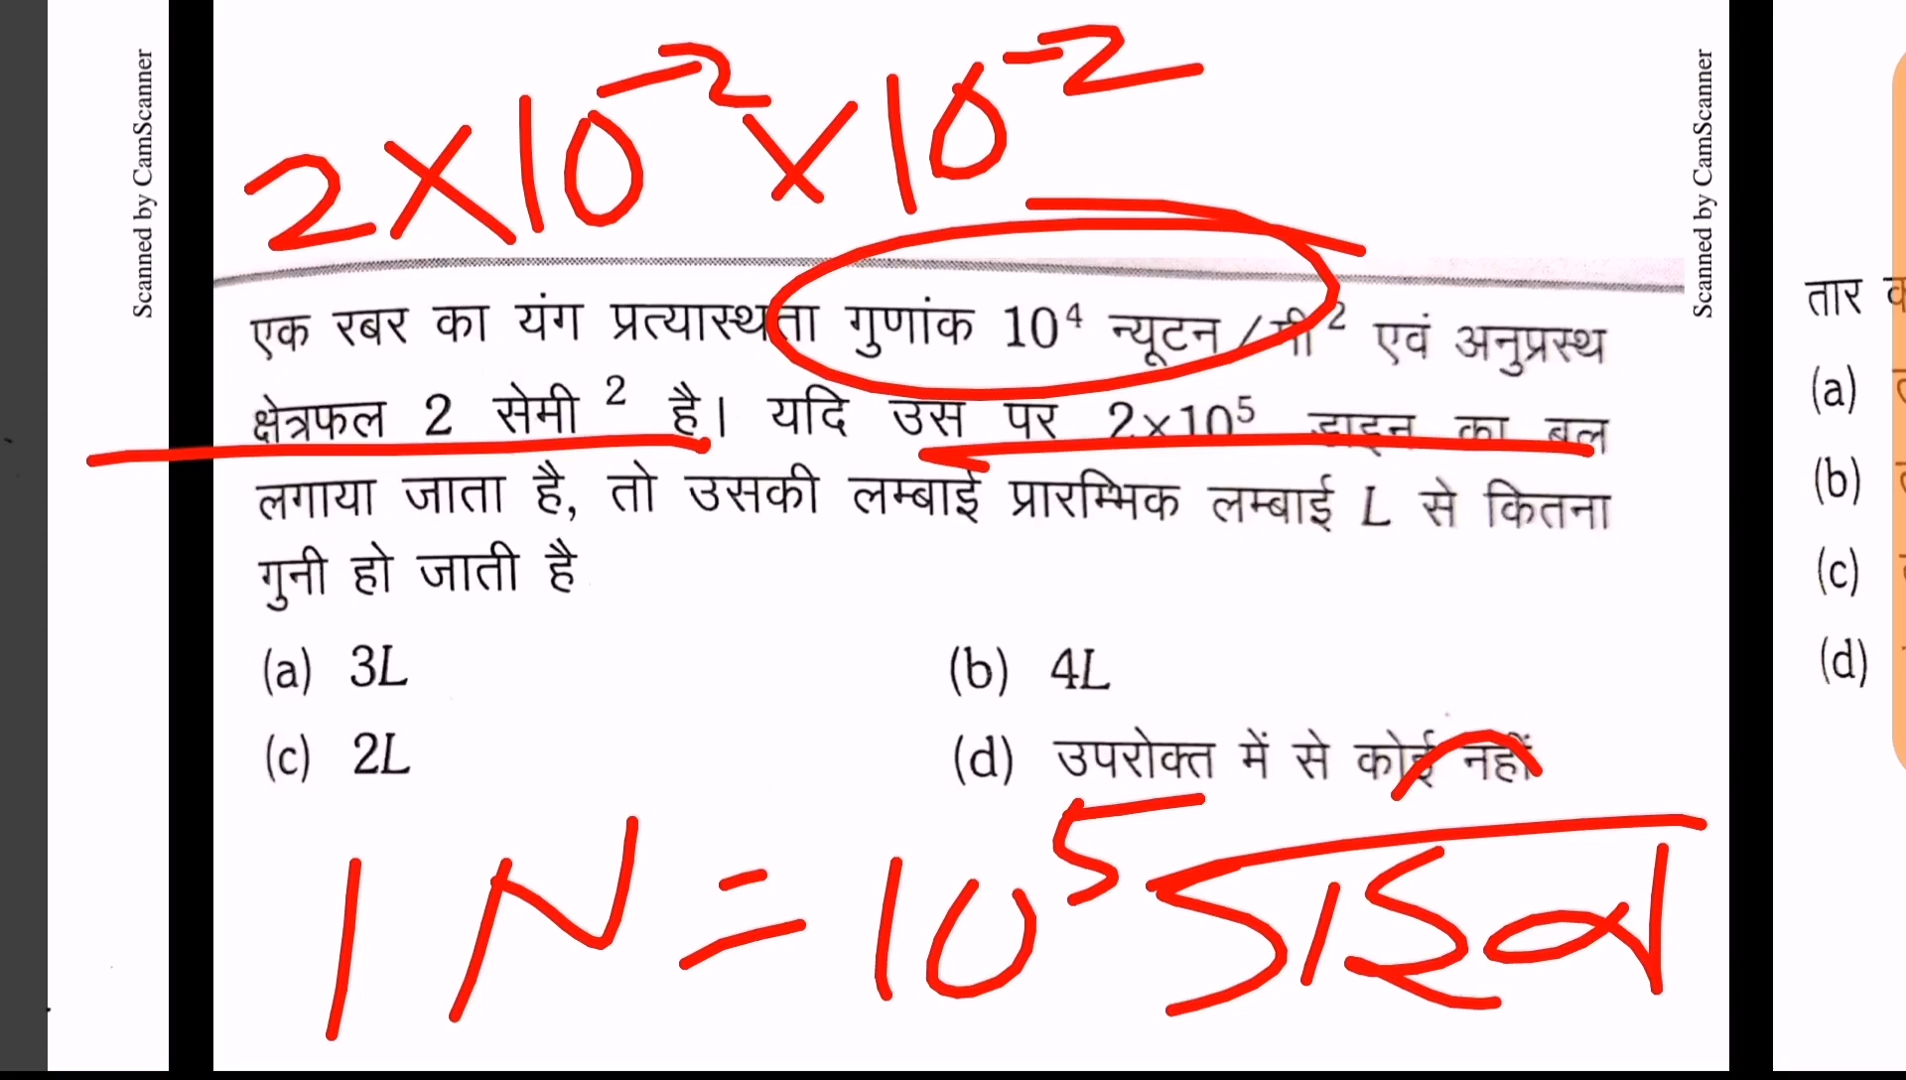 2×10⁻²×10⁻²
Scanned by CamScanner
एक रबर का यंग प्रत्यास्थता गुणांक 10⁴ न्यूटन / मी² एवं अनुप्रस्थ
क्षेत्रफल 2 सेमी ² है। यदि उस पर 2×10⁵ डाइन का बल
लगाया जाता है, तो उसकी लम्बाई प्रारम्भिक लम्बाई L से कितना
गुनी हो जाती है
(a) 3L
(b) 4L
(c) 2L
(d) उपरोक्त में से कोई नहीं
1 N = 10⁵ डाइन
Scanned by CamScanner
तार
(a)
(b)
(c)
(d)